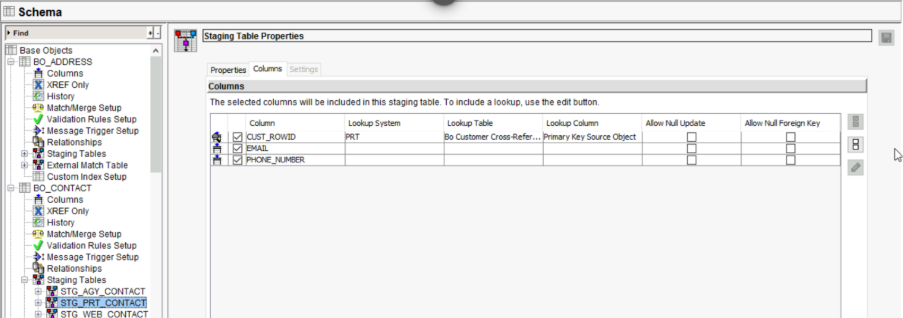 Schema
Find
Base Objects
BO_ADDRESS
Columns
XREF Only
History
Match/Merge Setup
Validation Rules Setup
Message Trigger Setup
Relationships
Staging Tables
External Match Table
Custom Index Setup
BO_CONTACT
Columns
XREF Only
History
Match/Merge Setup
Validation Rules Setup
Message Trigger Setup
Relationships
Staging Tables
STG_AGY_CONTACT
STG_PRT_CONTACT
STG_WEB_CONTACT
Staging Table Properties
Properties Columns Settings
Columns
The selected columns will be included in this staging table. To include a lookup, use the edit button.
Column Lookup System Lookup Table Lookup Column Allow Null Update Allow Null Foreign Key
CUST_ROWID PRT Bo Customer Cross-Refer... Primary Key Source Object
EMAIL
PHONE_NUMBER